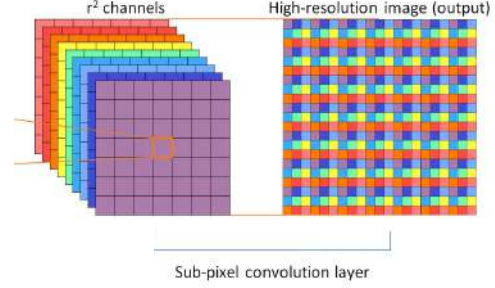 r² channels
High-resolution image (output)
Sub-pixel convolution layer